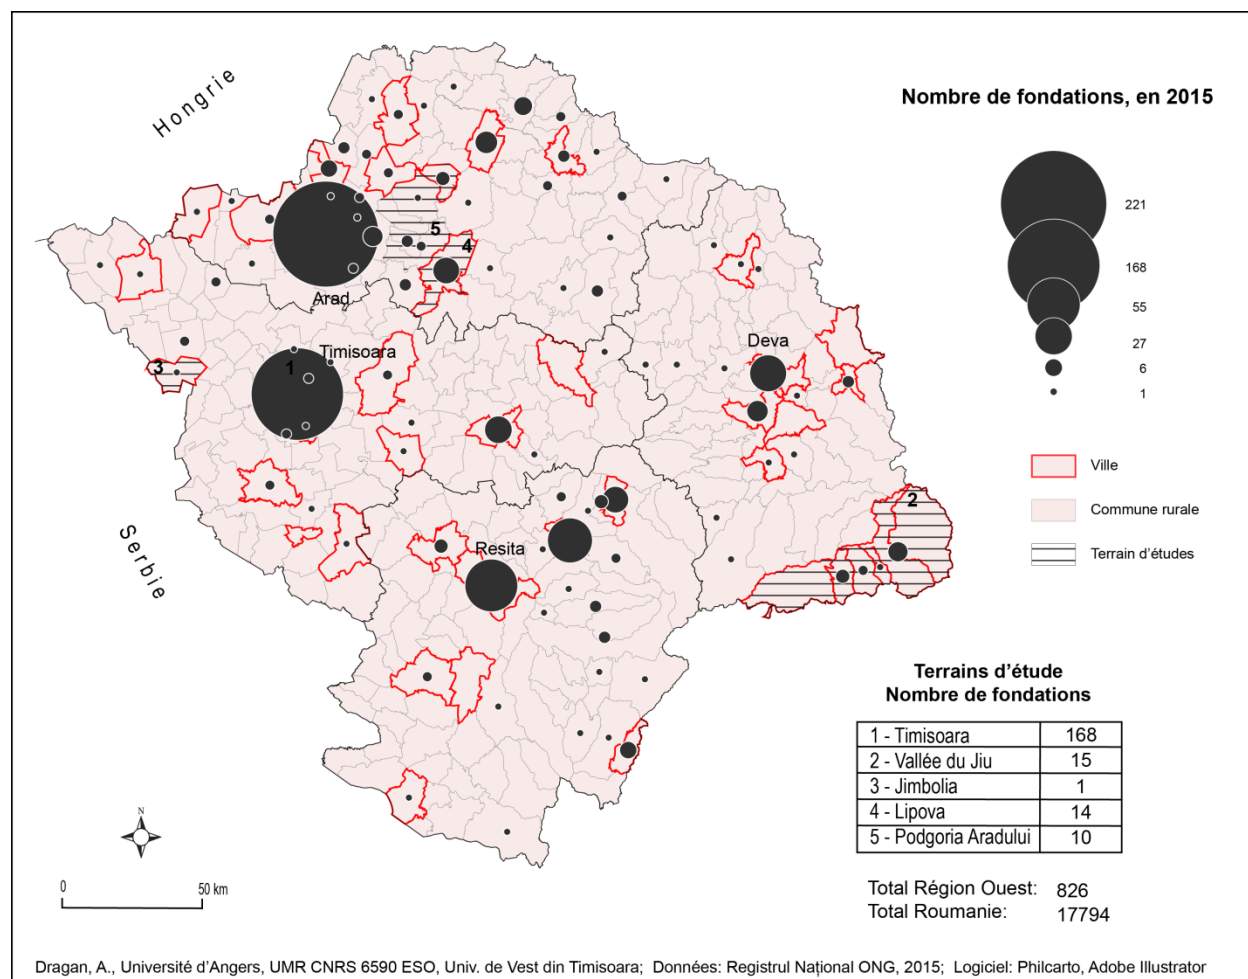 Hongrie
Nombre de fondations, en 2015
221
168
55
27
6
1
5
4
Arad
Timisoara
1
3
Deva
Ville
Commune rurale
Terrain d'études
2
Serbie
Resita
Terrains d'étude
Nombre de fondations
1 - Timisoara 168
2 - Vallée du Jiu 15
3 - Jimbolia 1
4 - Lipova 14
5 - Podgoria Aradului 10
N
0 50 km
Total Région Ouest: 826
Total Roumanie: 17794
Dragan, A., Université d'Angers, UMR CNRS 6590 ESO, Univ. de Vest din Timisoara; Données: Registrul Național ONG, 2015; Logiciel: Philcarto, Adobe Illustrator